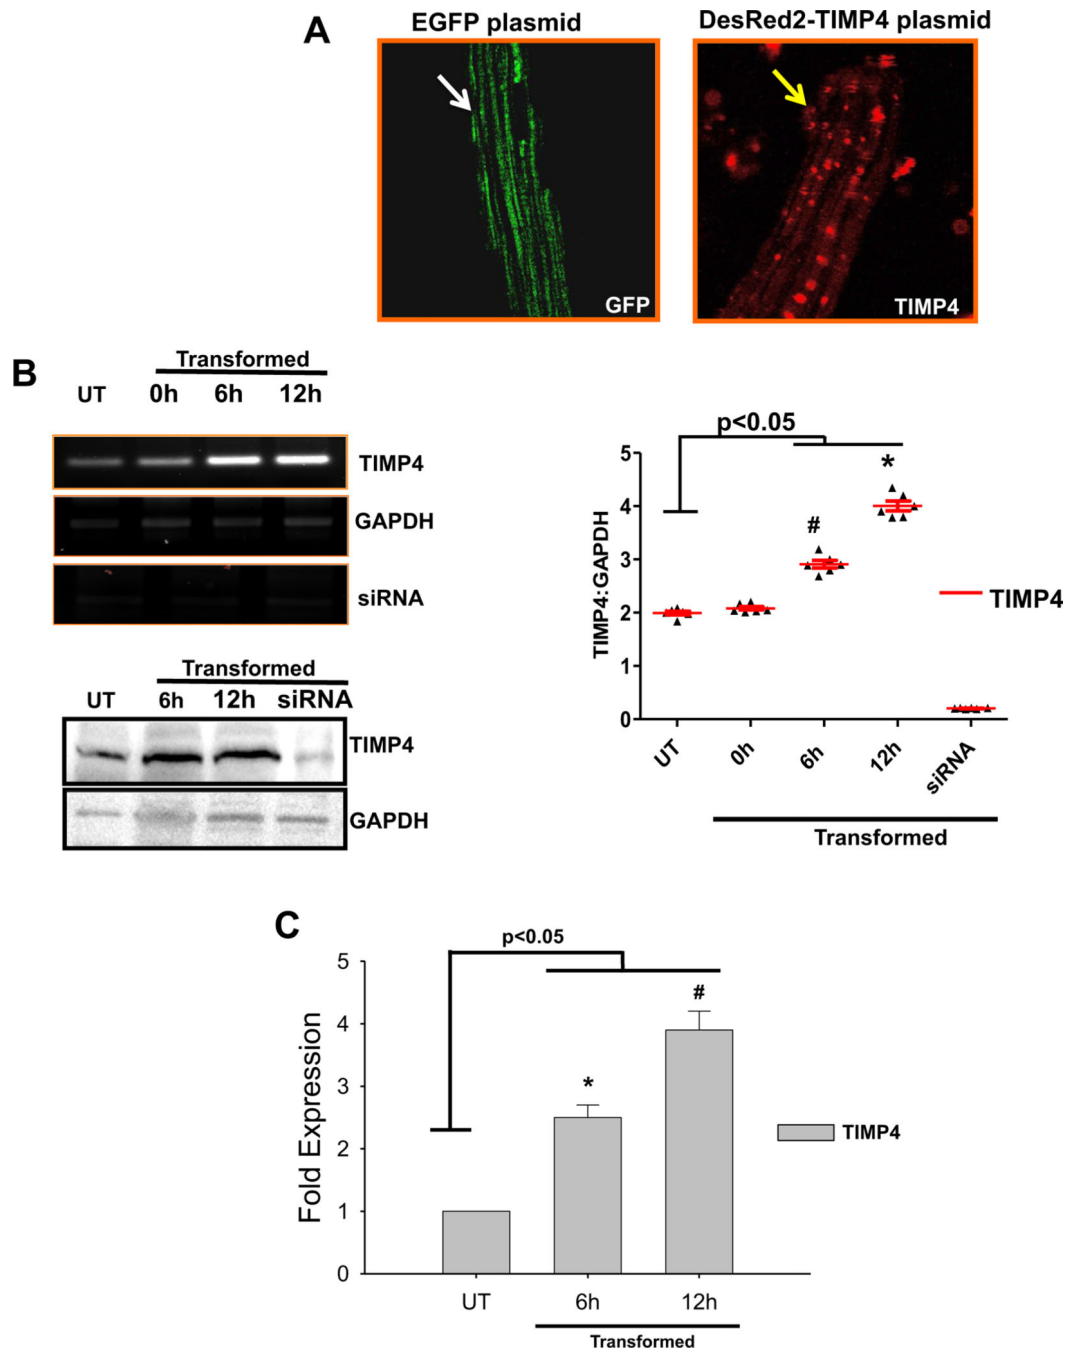 A
EGFP plasmid
DesRed2-TIMP4 plasmid
GFP
TIMP4
B
Transformed
UT 0h 6h 12h
TIMP4
GAPDH
siRNA
Transformed
UT 6h 12h siRNA
TIMP4
GAPDH
p<0.05
TIMP4:GAPDH
5
4
3
2
1
0
#
*
TIMP4
UT 0h 6h 12h siRNA
Transformed
C
p<0.05
Fold Expression
5
4
3
2
1
0
*
#
TIMP4
UT 6h 12h
Transformed